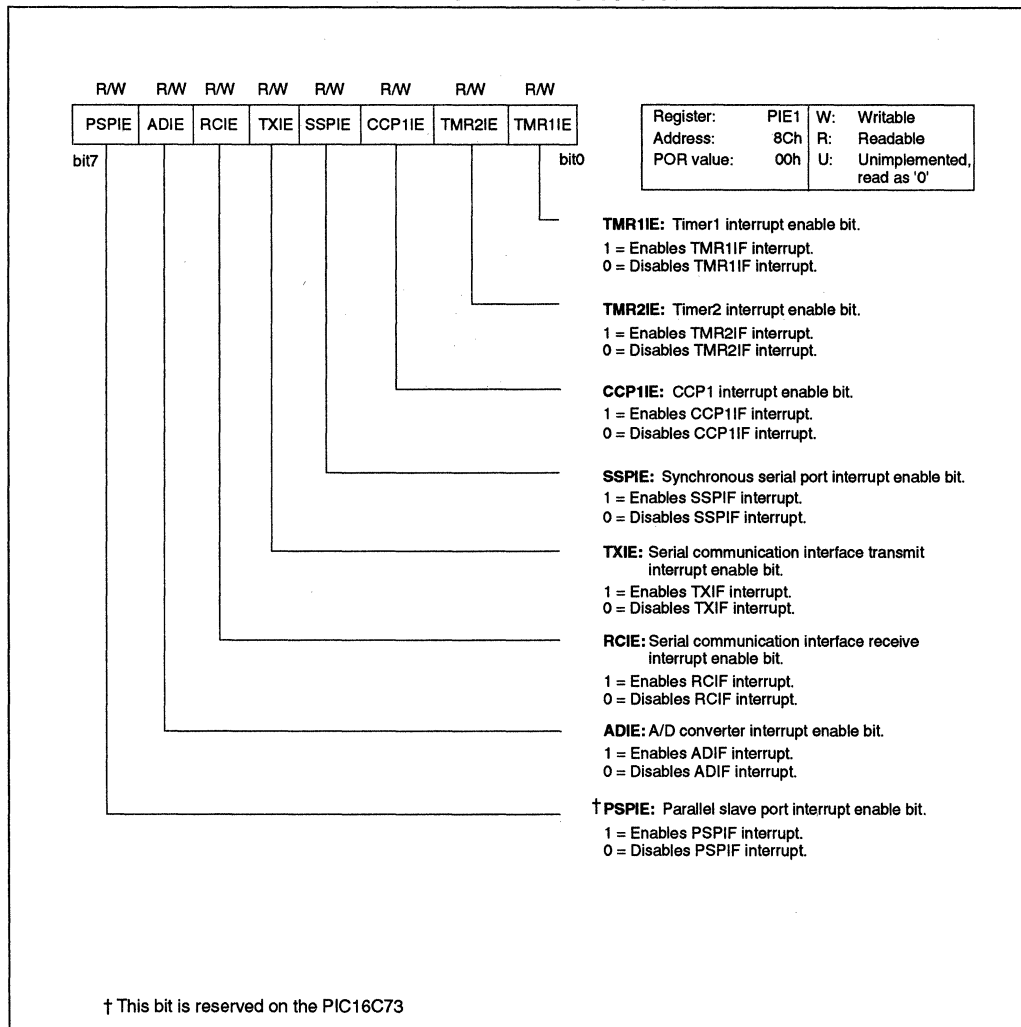 R/W R/W R/W R/W R/W R/W R/W R/W
PSPIE ADIE RCIE TXIE SSPIE CCP1IE TMR2IE TMR1IE
bit7 bit0
Register: PIE1 W: Writable
Address: 8Ch R: Readable
POR value: 00h U: Unimplemented,
read as '0'
TMR1IE: Timer1 interrupt enable bit.
1 = Enables TMR1IF interrupt.
0 = Disables TMR1IF interrupt.
TMR2IE: Timer2 interrupt enable bit.
1 = Enables TMR2IF interrupt.
0 = Disables TMR2IF interrupt.
CCP1IE: CCP1 interrupt enable bit.
1 = Enables CCP1IF interrupt.
0 = Disables CCP1IF interrupt.
SSPIE: Synchronous serial port interrupt enable bit.
1 = Enables SSPIF interrupt.
0 = Disables SSPIF interrupt.
TXIE: Serial communication interface transmit
interrupt enable bit.
1 = Enables TXIF interrupt.
0 = Disables TXIF interrupt.
RCIE: Serial communication interface receive
interrupt enable bit.
1 = Enables RCIF interrupt.
0 = Disables RCIF interrupt.
ADIE: A/D converter interrupt enable bit.
1 = Enables ADIF interrupt.
0 = Disables ADIF interrupt.
† PSPIE: Parallel slave port interrupt enable bit.
1 = Enables PSPIF interrupt.
0 = Disables PSPIF interrupt.
† This bit is reserved on the PIC16C73